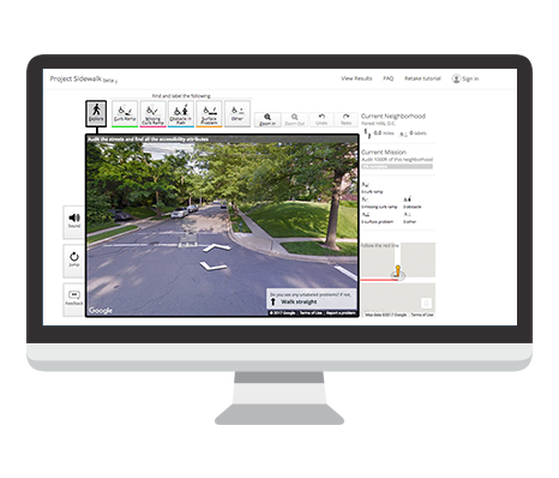 Project Sidewalk beta
View Results FAQ Retake tutorial Sign in
Find and label the following
Explore
Curb Ramp
Missing
Curb Ramp
Obstacle in
Path
Surface
Problem
Other
Zoom In
Zoom Out
Undo
Redo
Audit the streets and find all the accessibility attributes
Current Neighborhood
Forest Hills, D.C.
0.0 miles 0 labels
Current Mission
Audit 1000ft of this neighborhood
0 curb ramp
0 missing curb ramp 0 obstacle
0 surface problem 0 other
Sound
Jump
Feedback
Follow the red line
Do you see any unlabeled problems? If not,
Walk straight
Google
© 2017 Google Terms of Use Report a problem
Map data ©2017 Google Terms of Use